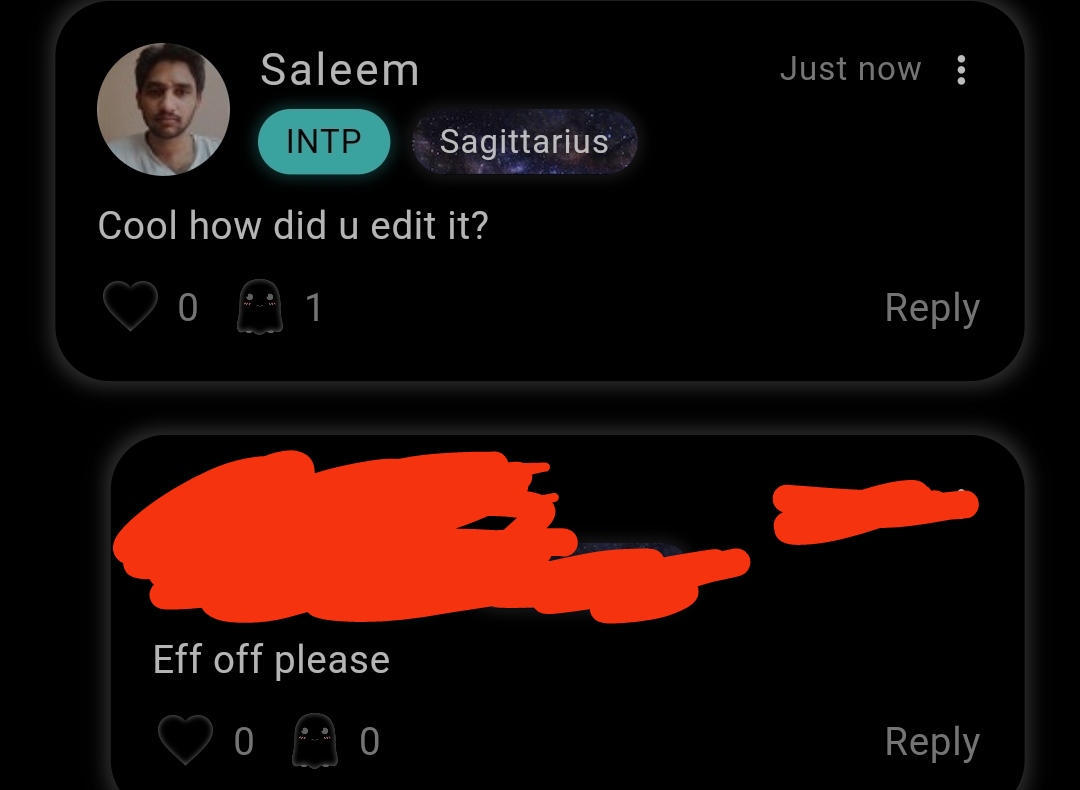 Saleem
Just now
INTP
Sagittarius
Cool how did u edit it?
0
1
Reply
Eff off please
0
0
Reply